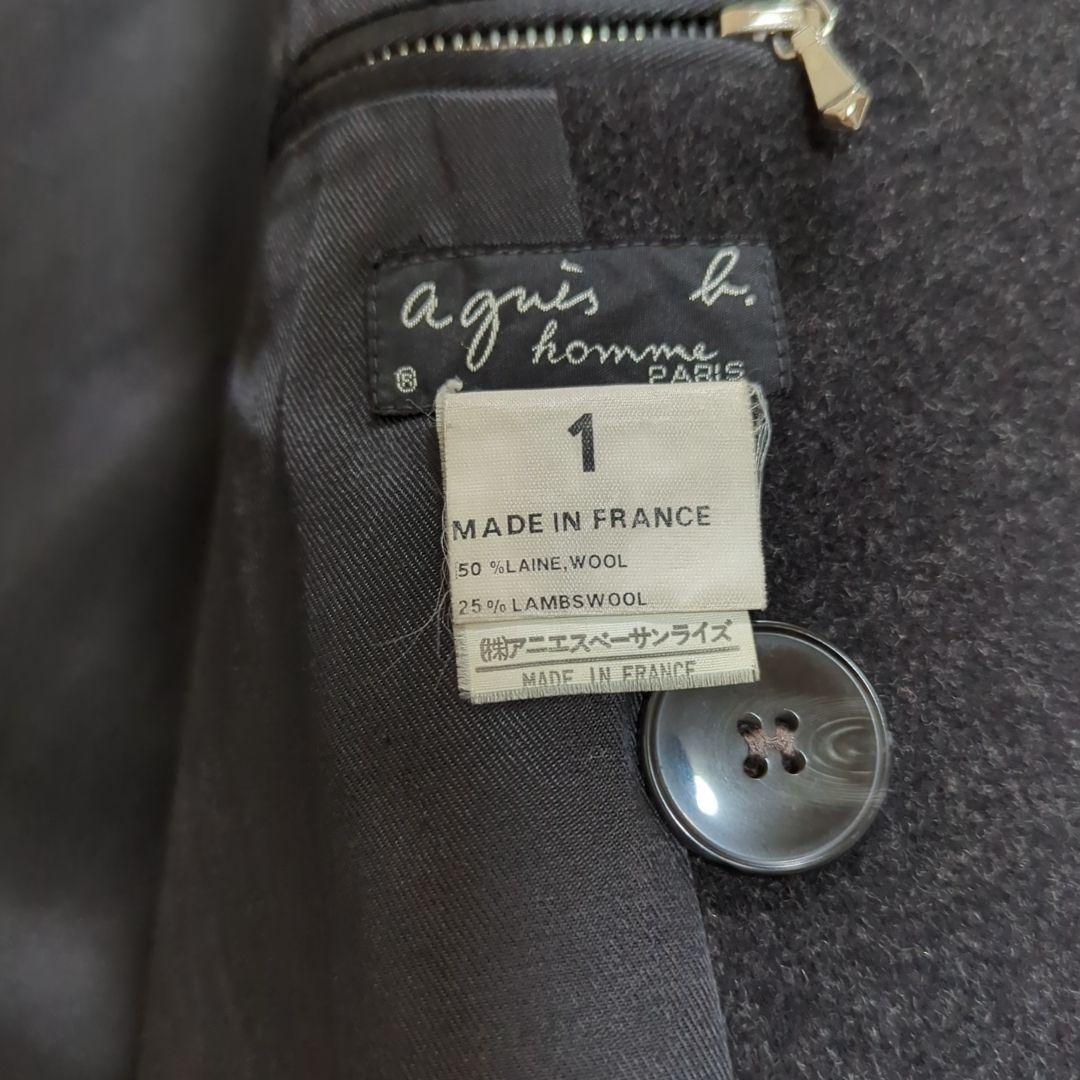 agnès b.
homme
® PARIS
1
MADE IN FRANCE
50 %LAINE,WOOL
25% LAMBSWOOL
(株)アニエスベーサンライズ
MADE IN FRANCE